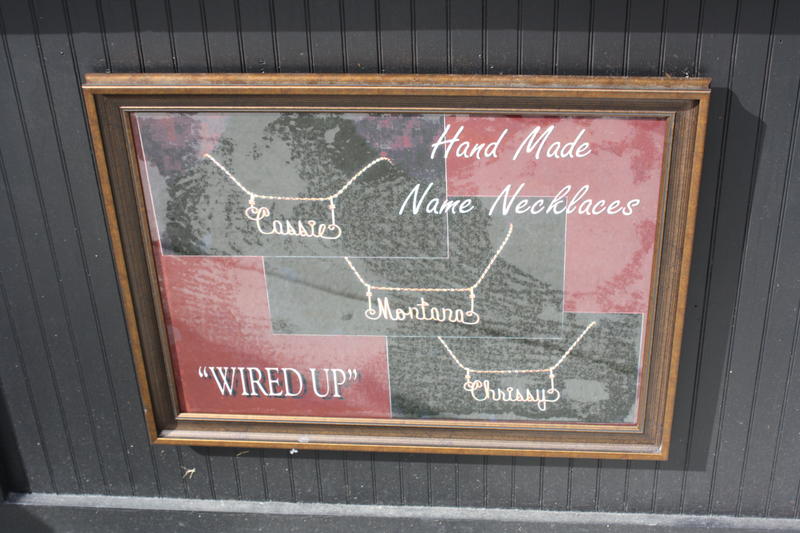 Hand Made
Name Necklaces
Cassie
Montana
Chrissy
"WIRED UP"